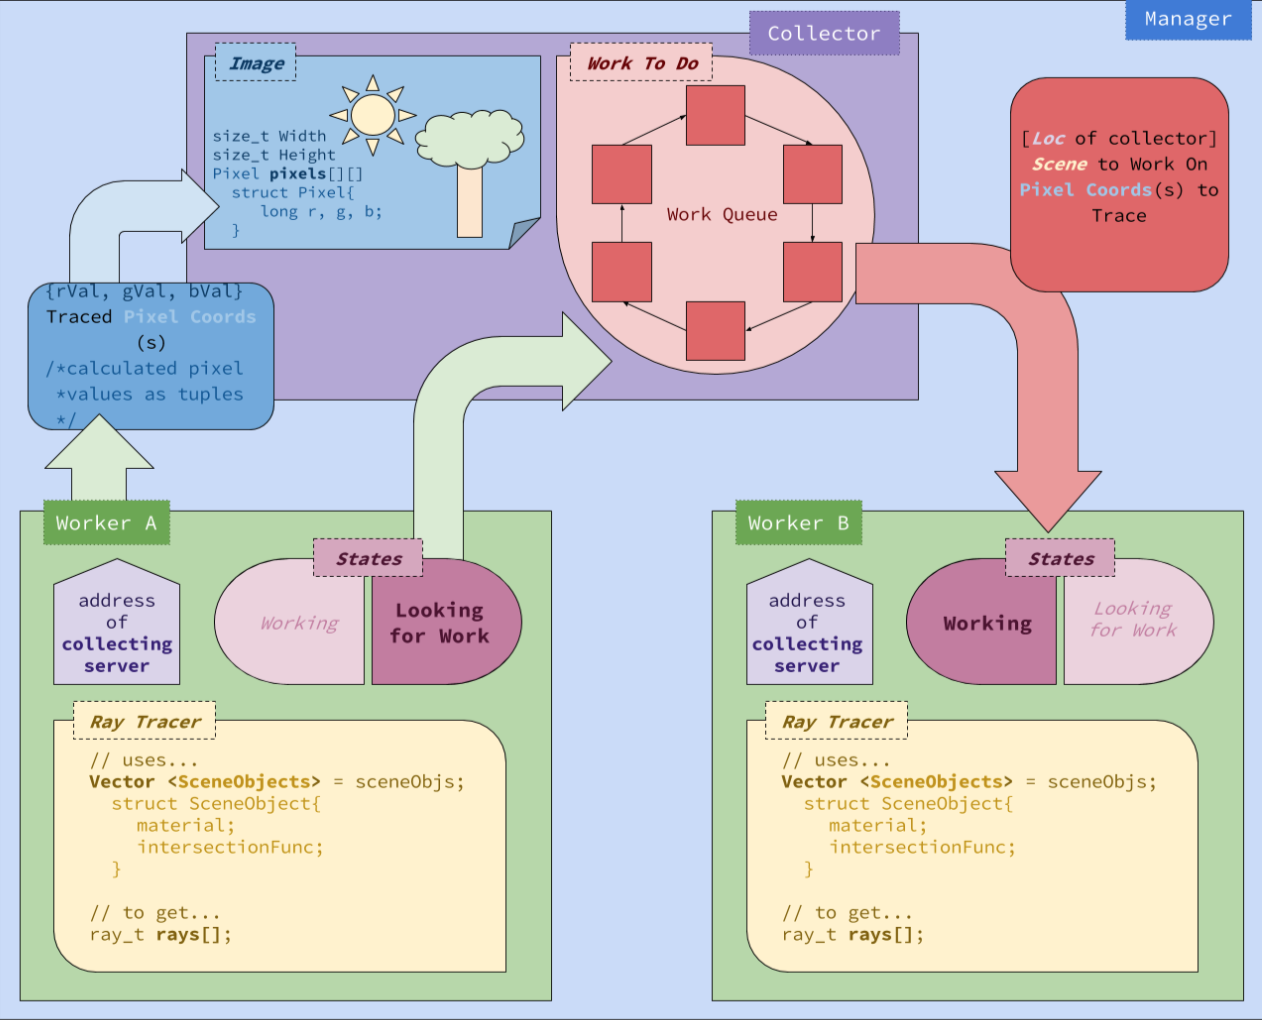 Manager
Collector
Image
size_t Width
size_t Height
Pixel pixels[][]
struct Pixel{
long r, g, b;
}
Work To Do
Work Queue
[Loc of collector]
Scene to Work On
Pixel Coords(s) to
Trace
{rVal, gVal, bVal}
Traced Pixel Coords
(s)
/*calculated pixel
*values as tuples
*/
Worker A
States
Working
Looking
for Work
address
of
collecting
server
Ray Tracer
// uses...
Vector <SceneObjects> = sceneObjs;
struct SceneObject{
material;
intersectionFunc;
}
// to get...
ray_t rays[];
Worker B
States
Working
Looking
for Work
address
of
collecting
server
Ray Tracer
// uses...
Vector <SceneObjects> = sceneObjs;
struct SceneObject{
material;
intersectionFunc;
}
// to get...
ray_t rays[];